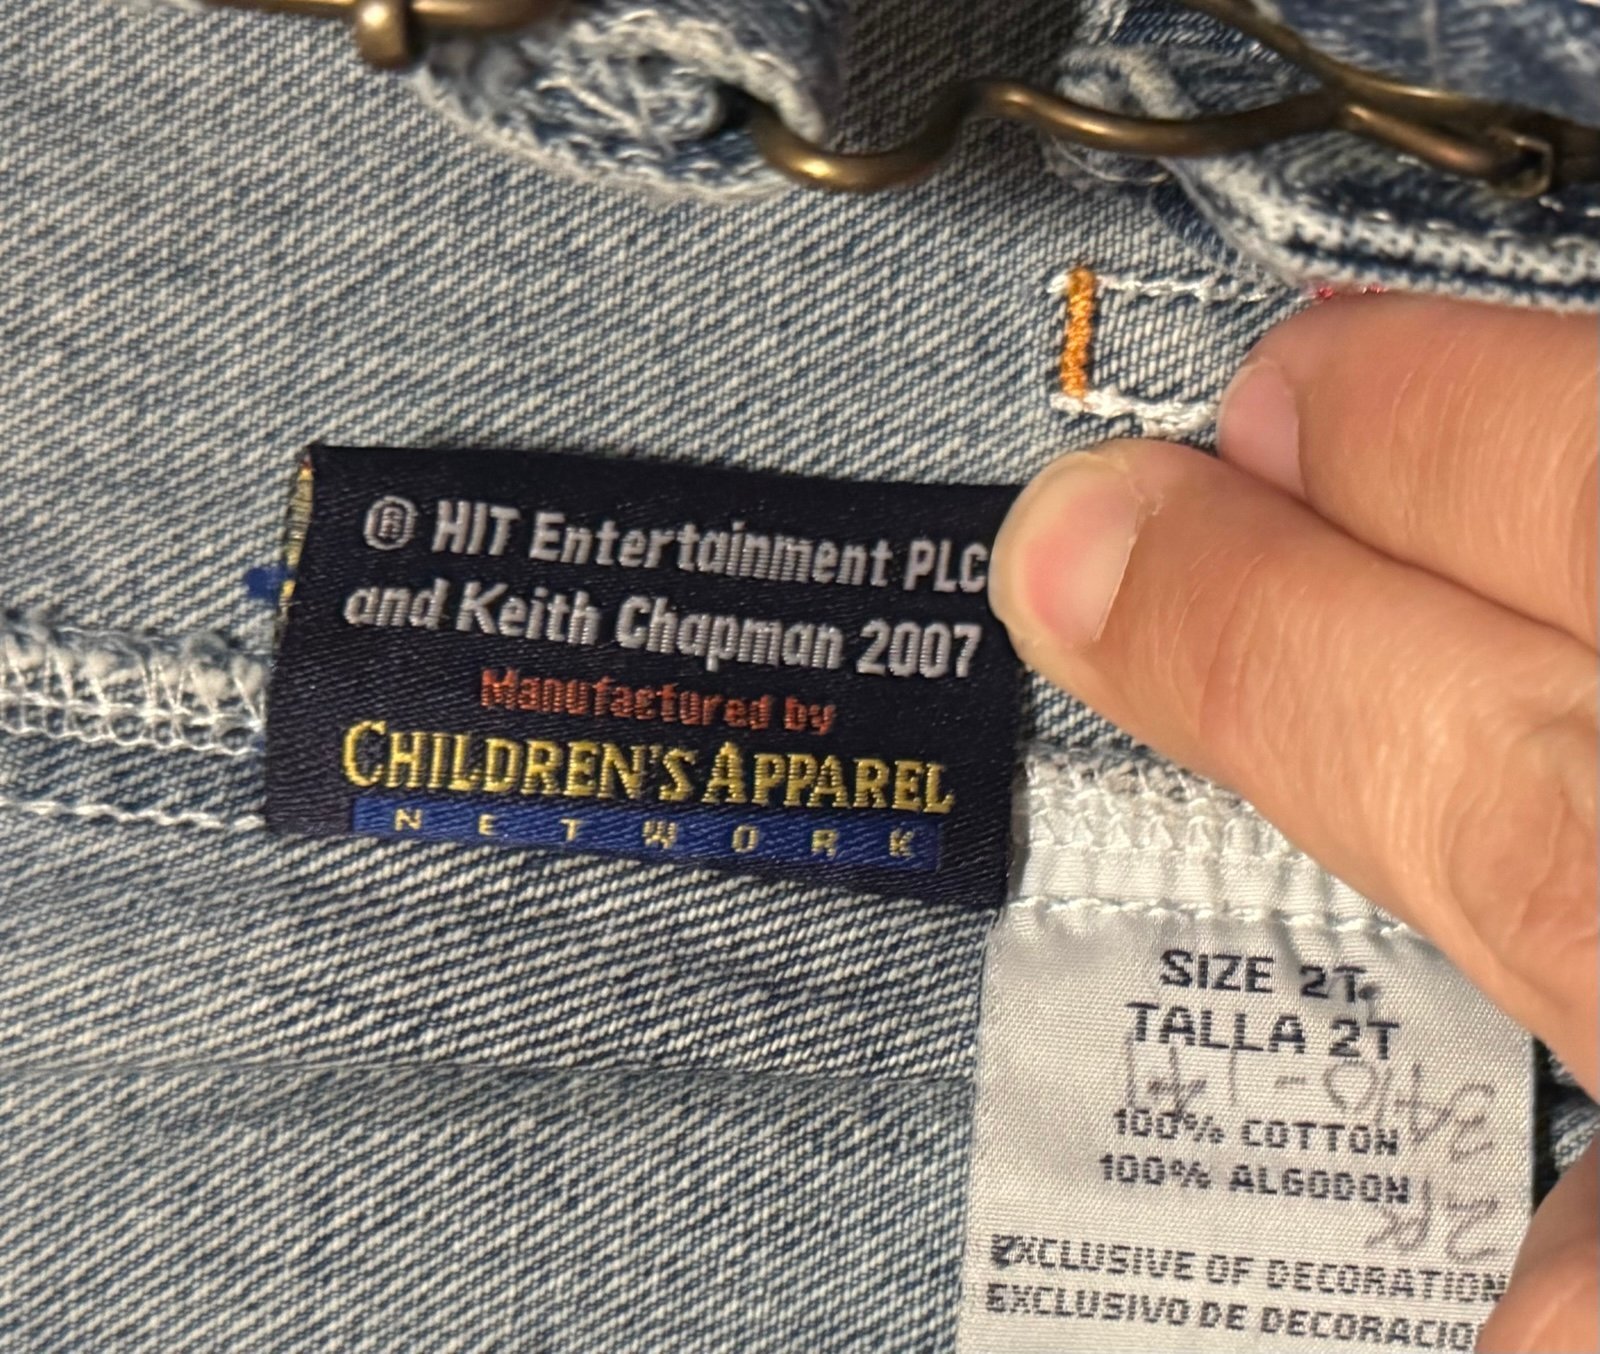 ® HIT Entertainment PLC
and Keith Chapman 2007
Manufactured by
CHILDREN'S APPAREL
NETWORK
SIZE 2T
TALLA 2T
100% COTTON
100% ALGODON
EXCLUSIVE OF DECORATION
EXCLUSIVO DE DECORACIO